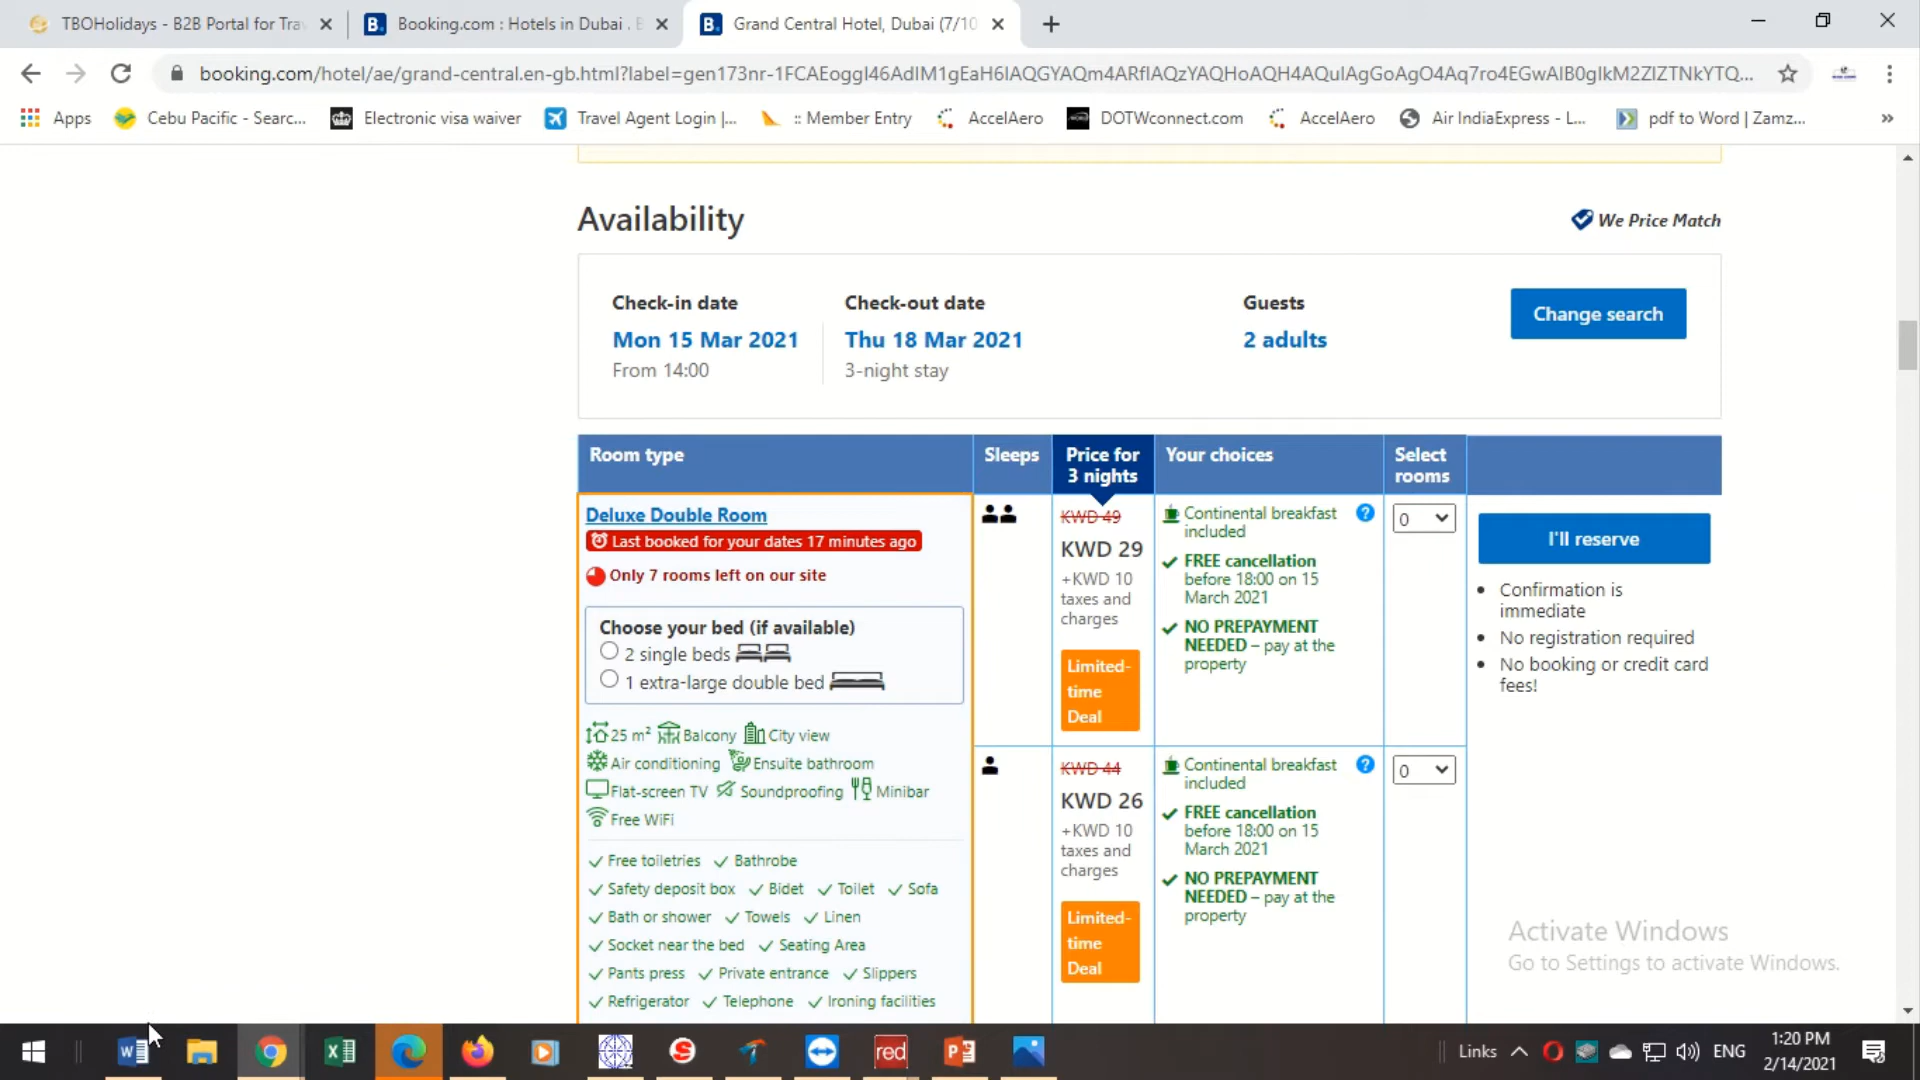 TBOHolidays - B2B Portal for Tra
Booking.com : Hotels in Dubai .
Grand Central Hotel, Dubai (7/10
booking.com/hotel/ae/grand-central.en-gb.html?label=gen173nr-1FCAEoggI46AdIM1gEaH6IAQGYAQm4ARfIAQzYAQHoAQH4AQuIAgGoAgO4Aq7ro4EGwAIB0gIkM2ZIZTNkYTQ...
Apps
Cebu Pacific - Searc...
Electronic visa waiver
Travel Agent Login |...
:: Member Entry
AccelAero
DOTWconnect.com
AccelAero
Air IndiaExpress - L...
pdf to Word | Zamz...
Availability
We Price Match
Check-in date
Check-out date
Guests
Mon 15 Mar 2021
Thu 18 Mar 2021
2 adults
Change search
From 14:00
3-night stay
Room type
Sleeps
Price for
3 nights
Your choices
Select
rooms
Deluxe Double Room
Last booked for your dates 17 minutes ago
Only 7 rooms left on our site
Choose your bed (if available)
2 single beds
1 extra-large double bed
25 m² Balcony City view
Air conditioning Ensuite bathroom
Flat-screen TV Soundproofing Minibar
Free WiFi
Free toiletries Bathrobe
Safety deposit box Bidet Toilet Sofa
Bath or shower Towels Linen
Socket near the bed Seating Area
Pants press Private entrance Slippers
Refrigerator Telephone Ironing facilities
KWD 49
KWD 29
+KWD 10
taxes and
charges
Limited-
time
Deal
Continental breakfast
included
FREE cancellation
before 18:00 on 15
March 2021
NO PREPAYMENT
NEEDED – pay at the
property
0
I'll reserve
Confirmation is
immediate
No registration required
No booking or credit card
fees!
KWD 44
KWD 26
+KWD 10
taxes and
charges
Limited-
time
Deal
Continental breakfast
included
FREE cancellation
before 18:00 on 15
March 2021
NO PREPAYMENT
NEEDED – pay at the
property
0
Activate Windows
Go to Settings to activate Windows.
red
Links
ENG
1:20 PM
2/14/2021